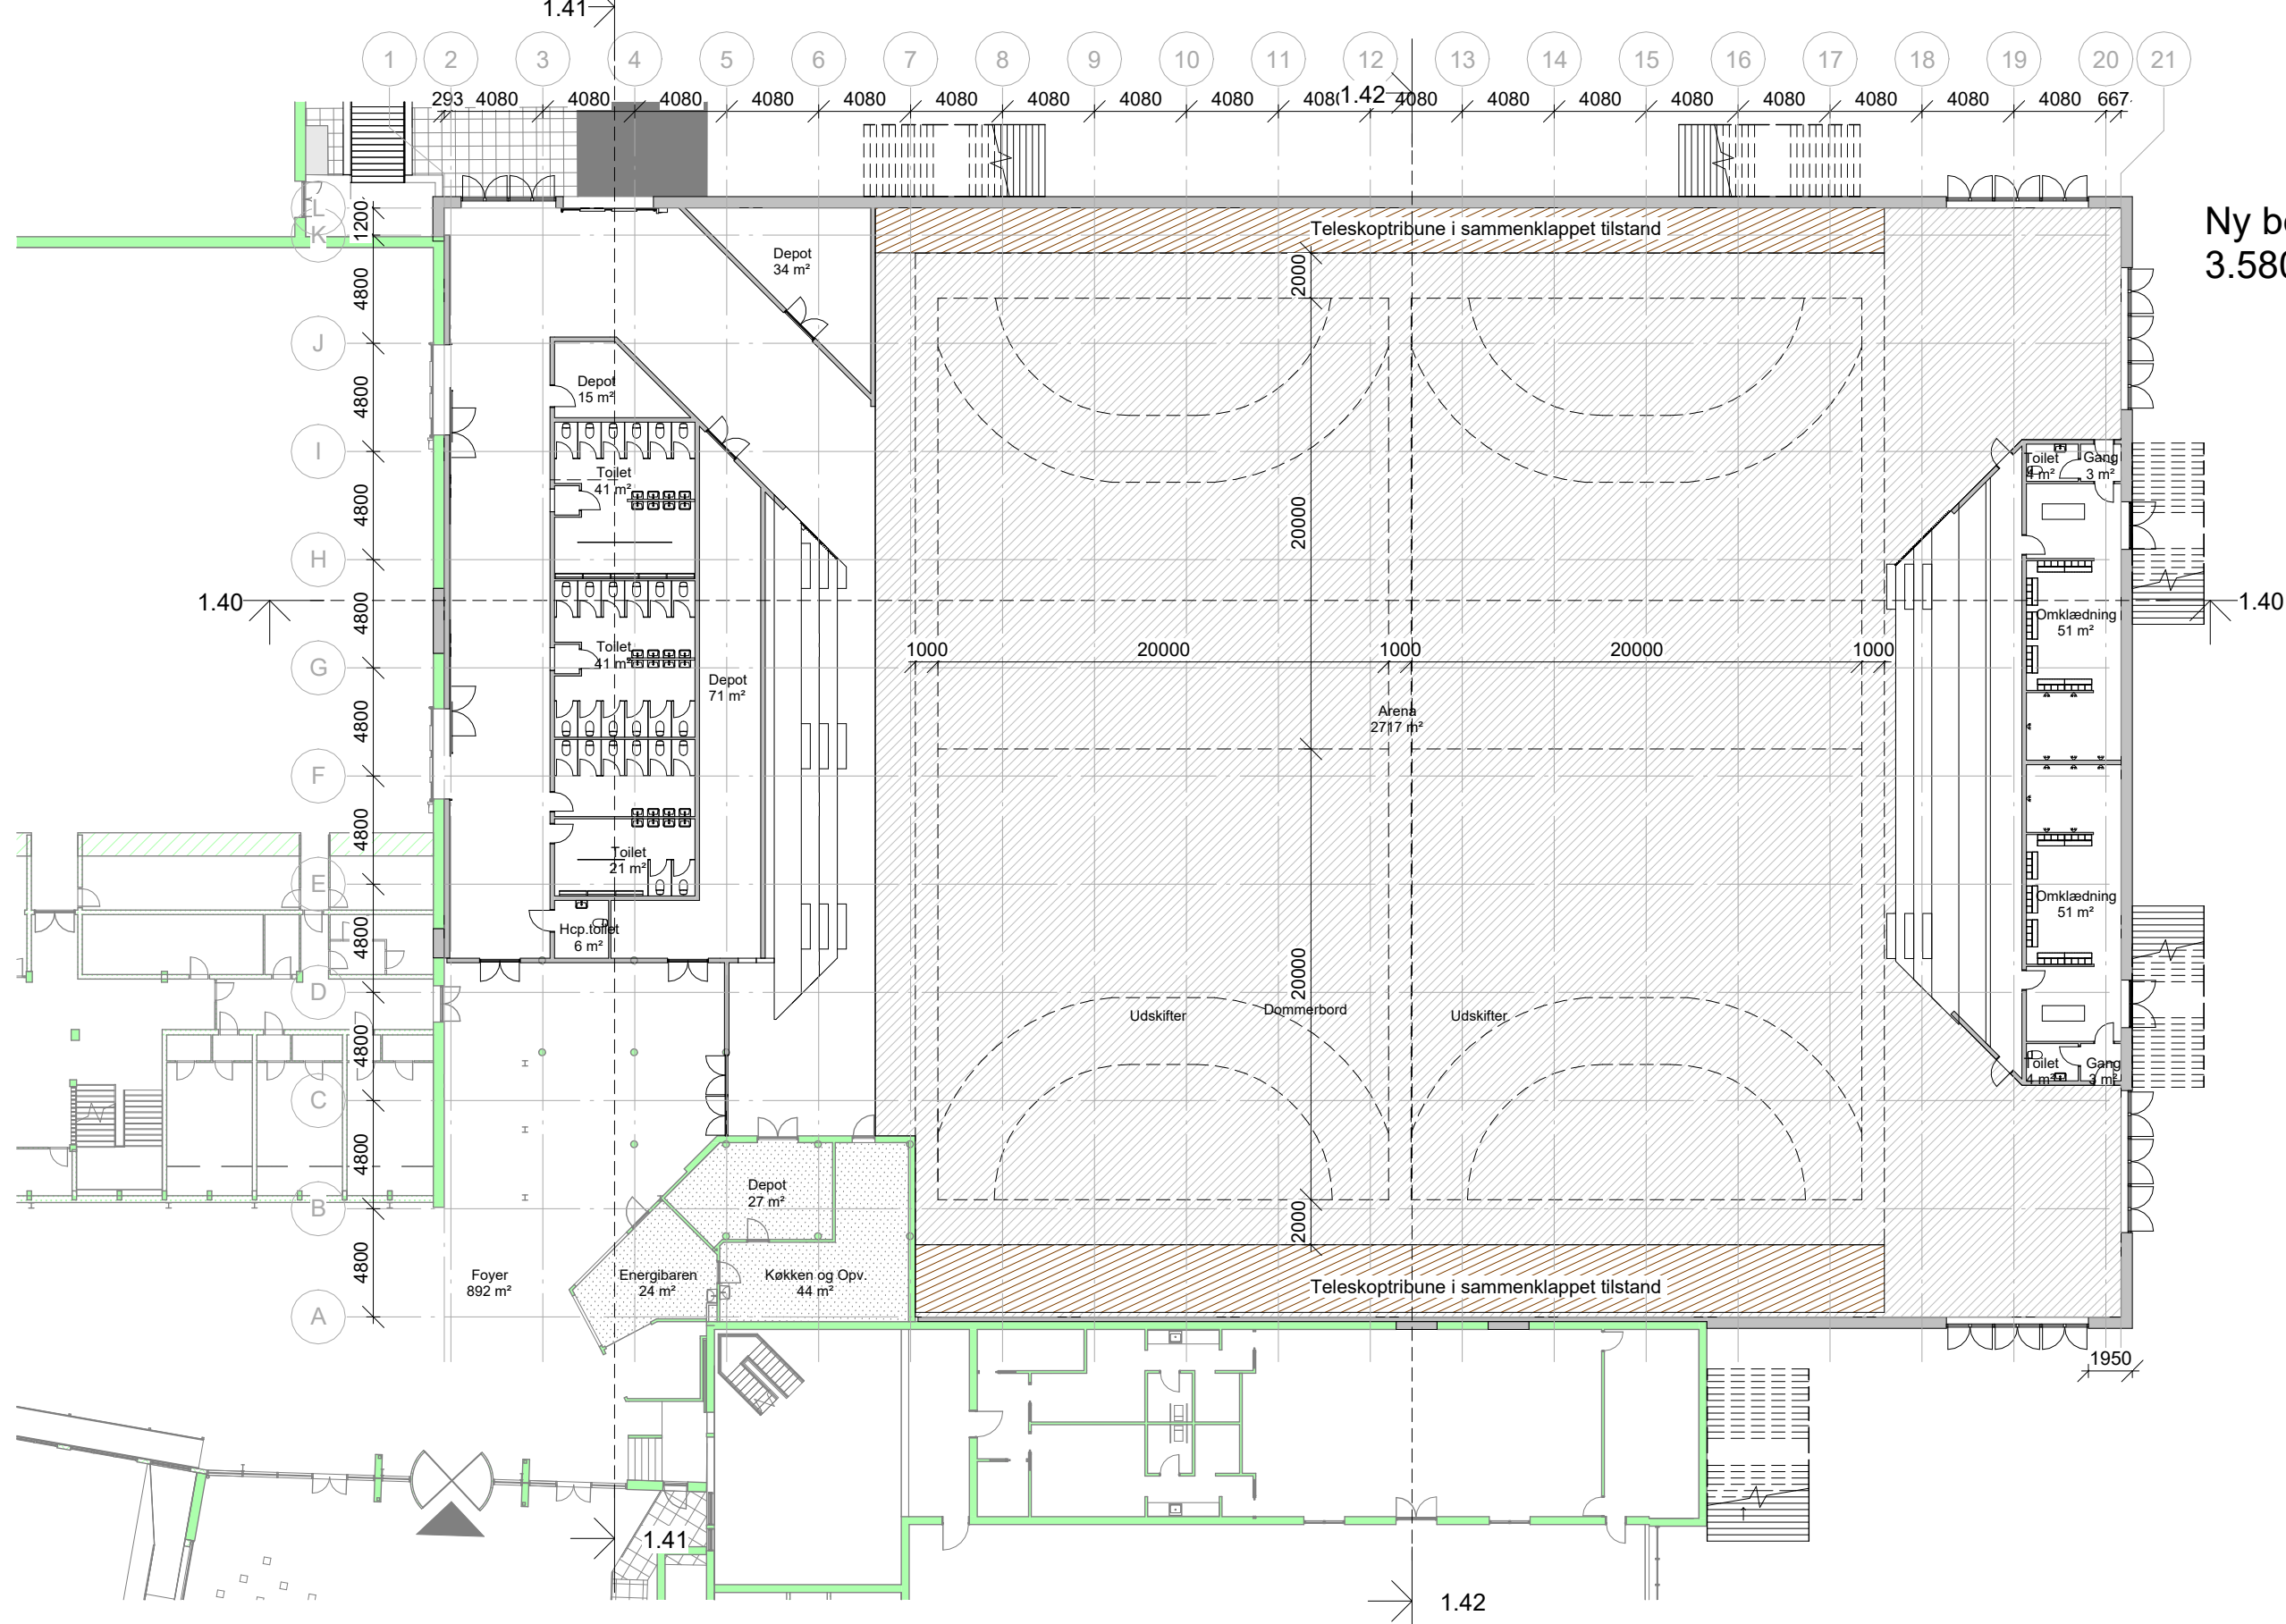 1.41
1 2 3 4 5 6 7 8 9 10 11 12 13 14 15 16 17 18 19 20 21
293 4080 4080 4080 4080 4080 4080 4080 4080 4080 4080 4080 4080 4080 4080 4080 4080 4080 4080 667
1.42
L
1200
K
Teleskoptribune i sammenklappet tilstand
Ny b
3.580
Depot
34 m²
4800
2000
J
Depot
15 m²
4800
I
Toilet
41 m²
Toilet
4 m²
Gang
3 m²
4800
20000
H
1.40
1.40
4800
Omklædning
51 m²
Toilet
41 m²
G
1000 20000 1000 20000 1000
Depot
71 m²
4800
Arena
2717 m²
F
4800
Toilet
21 m²
E
Omklædning
51 m²
4800
Hcp.toilet
6 m²
D
20000
Udskifter
Dommerbord
Udskifter
4800
Toilet
4 m²
Gang
3 m²
C
4800
Depot
27 m²
B
2000
4800
Foyer
892 m²
Energibaren
24 m²
Køkken og Opv.
44 m²
Teleskoptribune i sammenklappet tilstand
A
1950
1.41
1.42